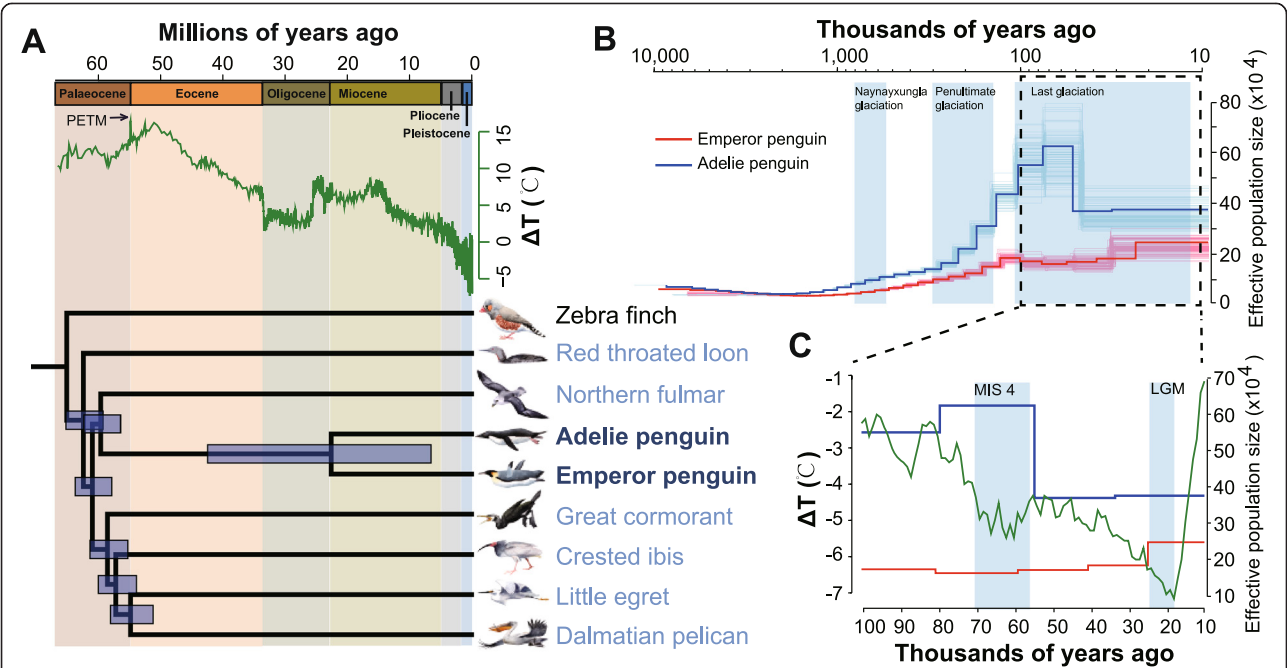 A
Millions of years ago
60 50 40 30 20 10 0
Palaeocene Eocene Oligocene Miocene
Pliocene
Pleistocene
PETM
15
10
5
0
−5
ΔT (℃)
Zebra finch
Red throated loon
Northern fulmar
Adelie penguin
Emperor penguin
Great cormorant
Crested ibis
Little egret
Dalmatian pelican
B
Thousands of years ago
10,000 1,000 100 10
Naynayxungla
glaciation
Penultimate
glaciation
Last glaciation
Emperor penguin
Adelie penguin
80
60
40
20
0
Effective population size (x10 4)
C
MIS 4
LGM
-1
-2
-3
-4
-5
-6
-7
ΔT (℃)
70
60
50
40
30
20
10
Effective population size (x10⁴)
100 90 80 70 60 50 40 30 20 10
Thousands of years ago